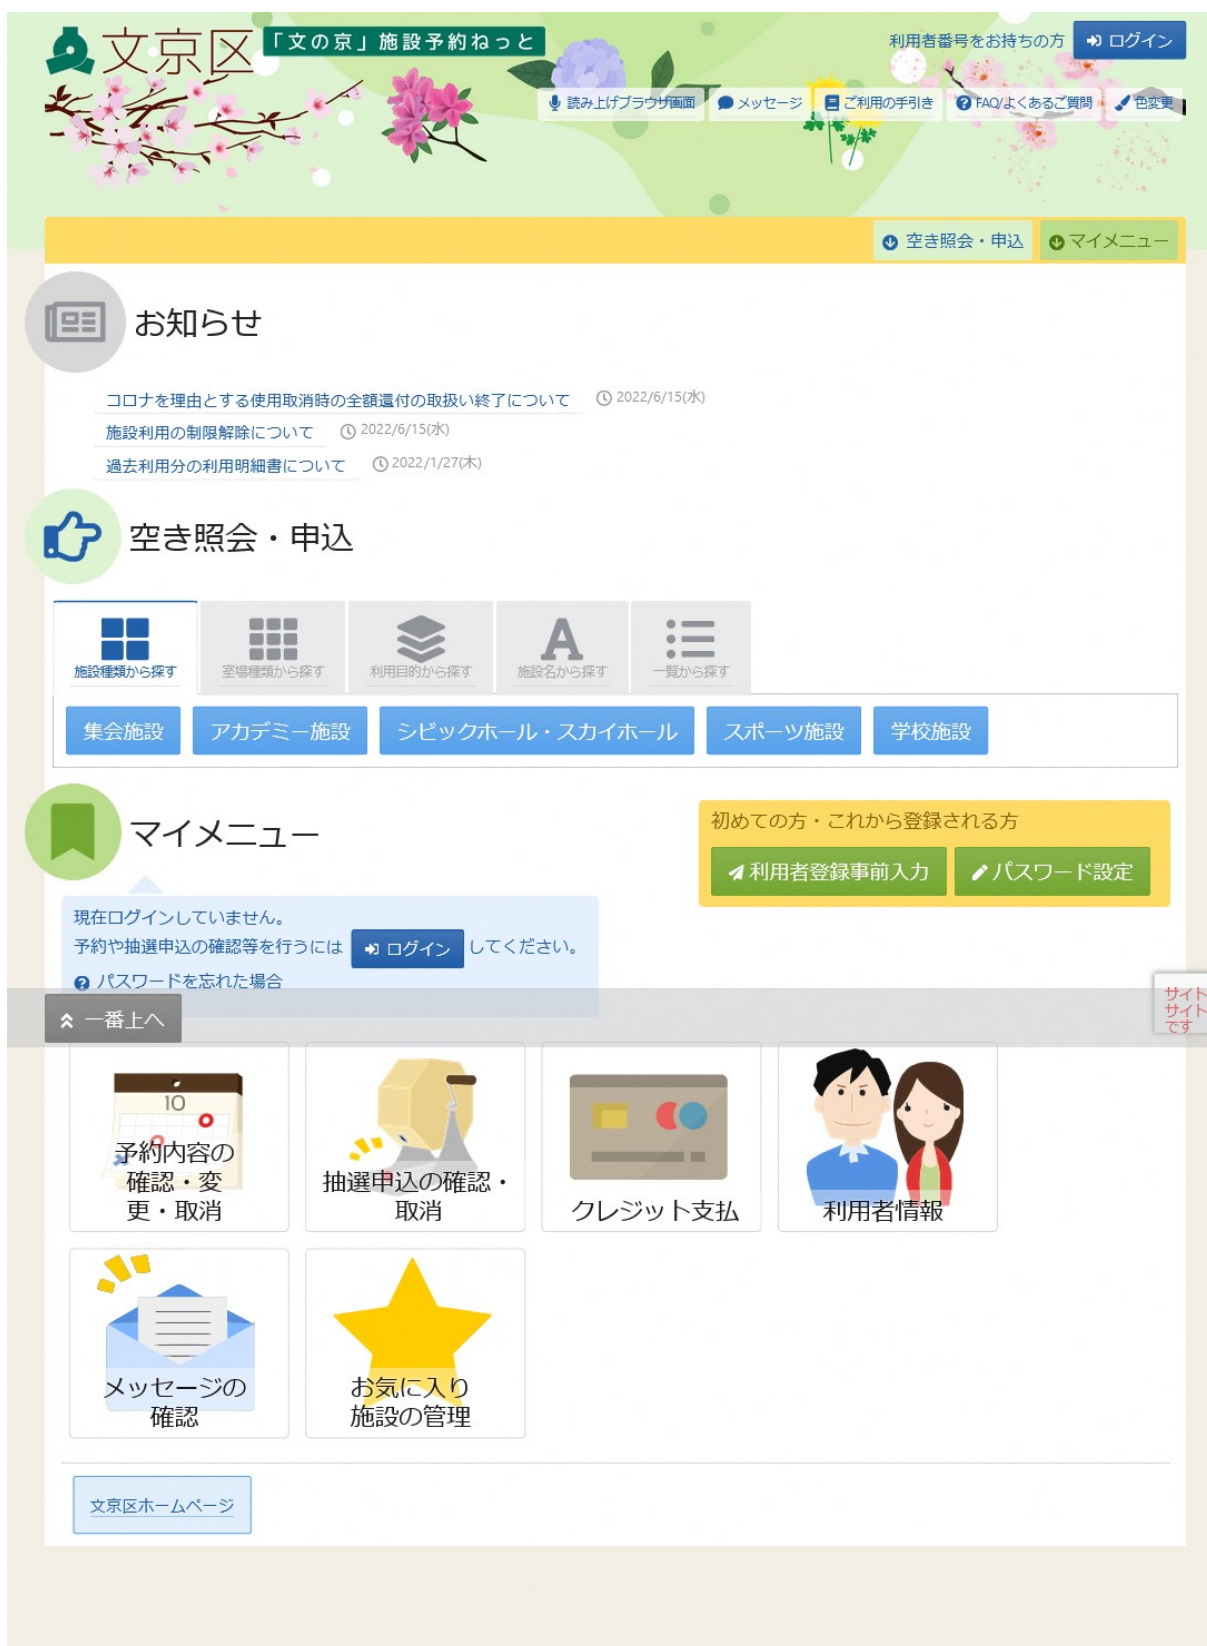 文京区
「文の京」施設予約ねっと
利用者番号をお持ちの方
ログイン
読み上げブラウザ画面
メッセージ
ご利用の手引き
FAQ/よくあるご質問
色変更
空き照会・申込
マイメニュー
お知らせ
コロナを理由とする使用取消時の全額還付の取扱い終了について 2022/6/15(水)
施設利用の制限解除について 2022/6/15(水)
過去利用分の利用明細書について 2022/1/27(木)
空き照会・申込
施設種類から探す
室場種類から探す
利用目的から探す
施設名から探す
一覧から探す
集会施設
アカデミー施設
シビックホール・スカイホール
スポーツ施設
学校施設
マイメニュー
初めての方・これから登録される方
利用者登録事前入力
パスワード設定
現在ログインしていません。
予約や抽選申込の確認等を行うには ログイン してください。
パスワードを忘れた場合
サイト
サイト
です
一番上へ
10
予約内容の
確認・変
更・取消
抽選申込の確認・
取消
クレジット支払
利用者情報
メッセージの
確認
お気に入り
施設の管理
文京区ホームページ